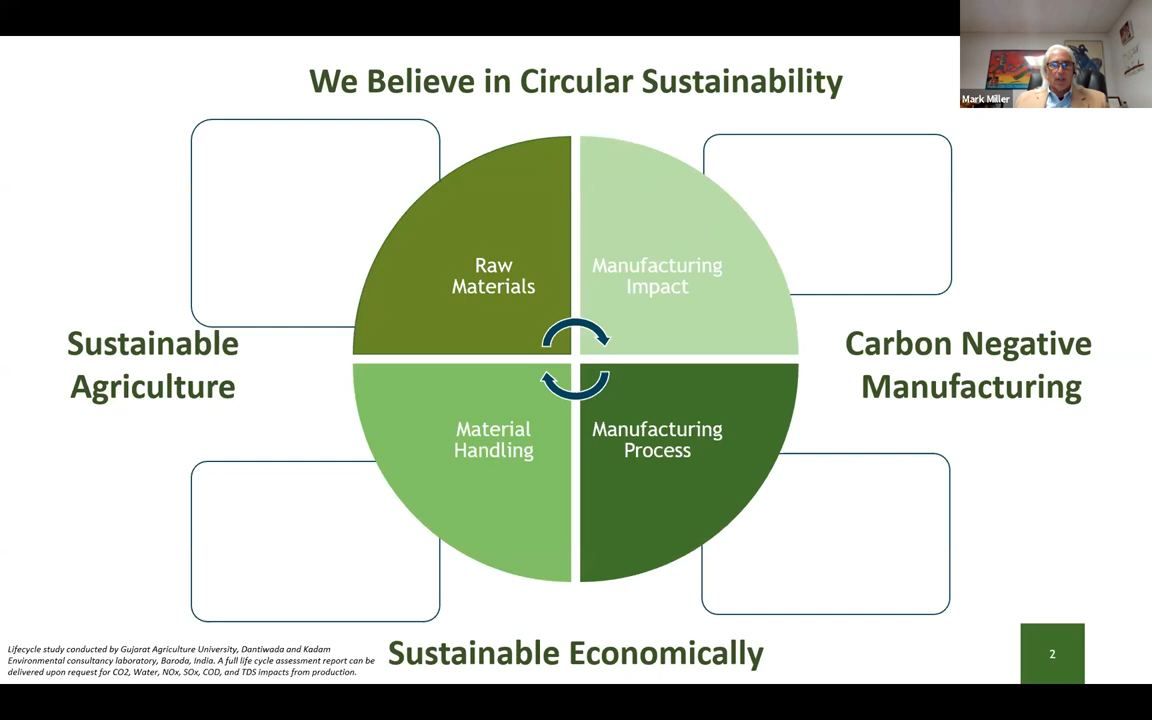 We Believe in Circular Sustainability
Mark Miller
Raw
Materials
Manufacturing
Impact
Sustainable
Agriculture
Carbon Negative
Manufacturing
Material
Handling
Manufacturing
Process
Lifecycle study conducted by Gujarat Agriculture University, Dantiwada and Kadam
Environmental consultancy laboratory, Baroda, India. A full life cycle assessment report can be
delivered upon request for CO2, Water, NOx, SOx, COD, and TDS impacts from production.
Sustainable Economically
2